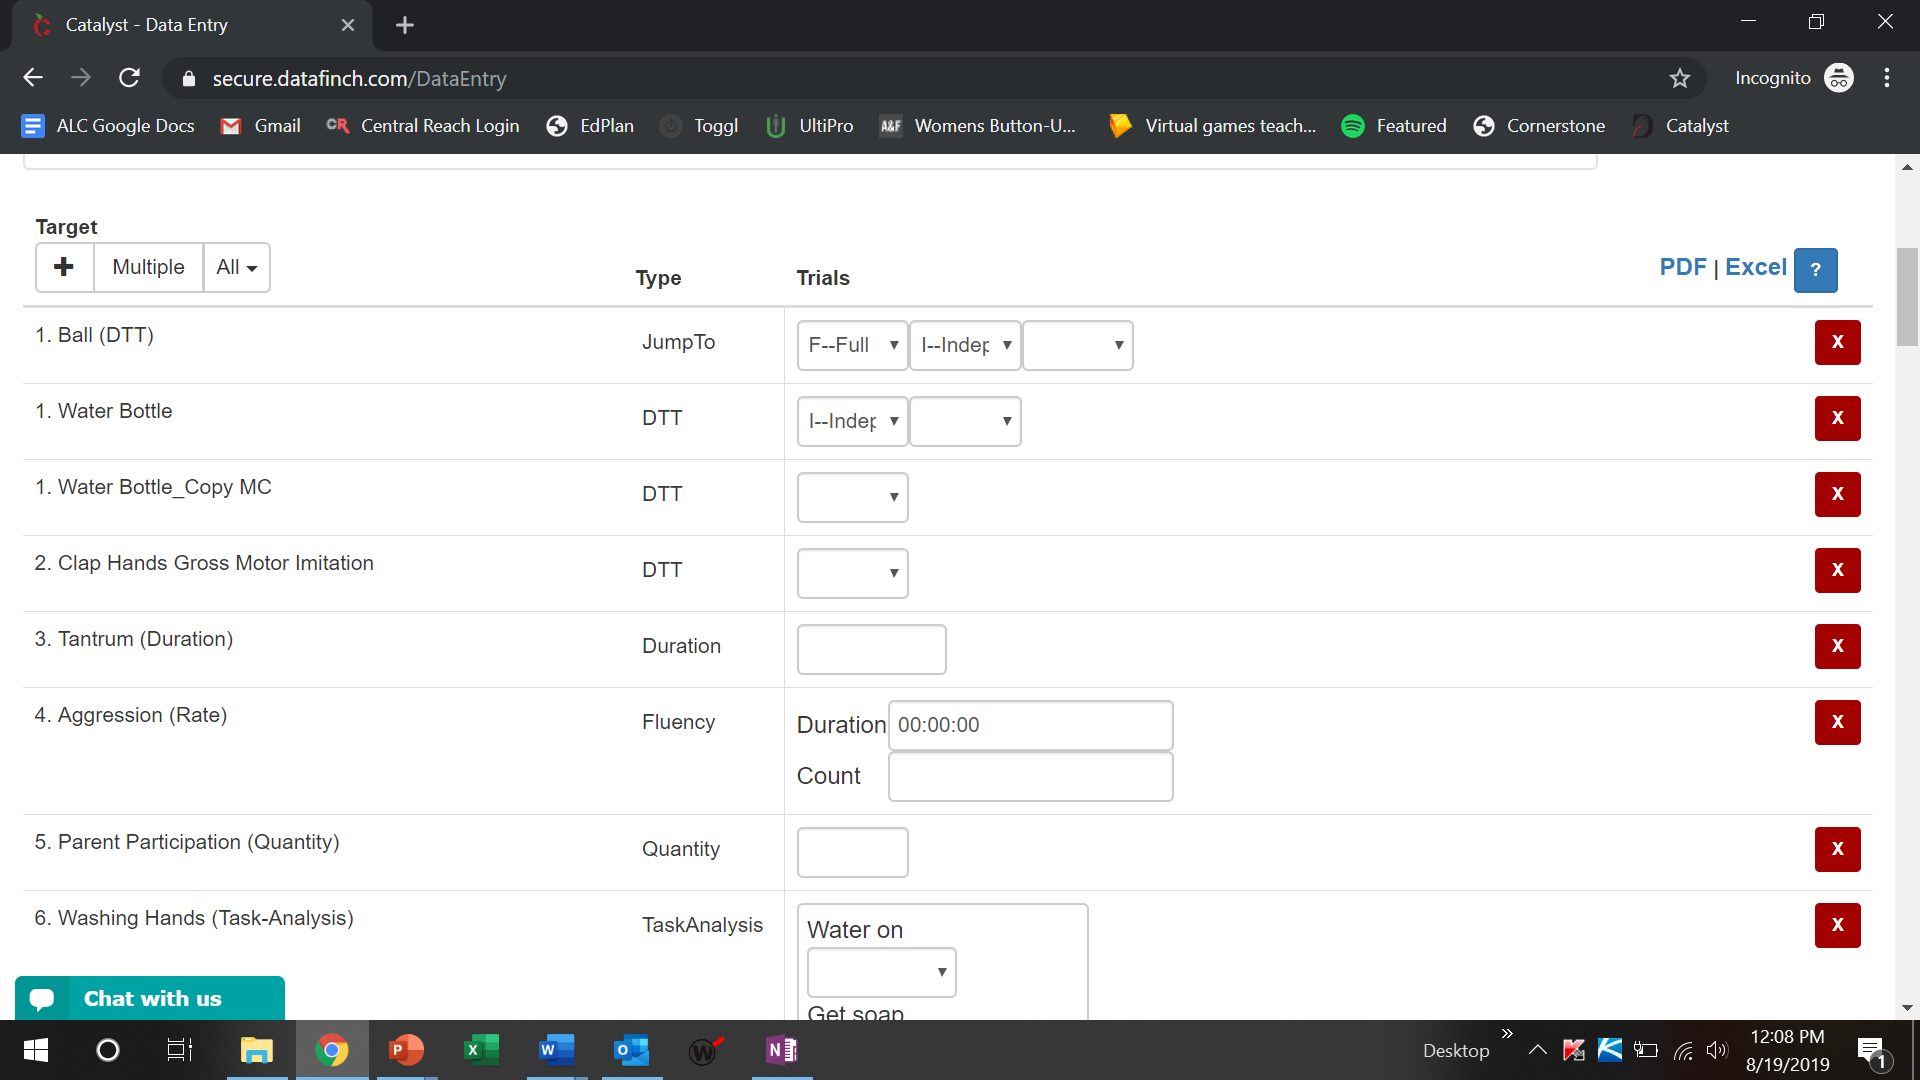 Catalyst - Data Entry
secure.datafinch.com/DataEntry
Incognito
ALC Google Docs
Gmail
CR Central Reach Login
EdPlan
Toggl
UltiPro
A&F Womens Button-U...
Virtual games teach...
Featured
Cornerstone
Catalyst
Target
+ Multiple All
Type
Trials
PDF | Excel ?
1. Ball (DTT) JumpTo F--Full I--Indep X
1. Water Bottle DTT I--Indep X
1. Water Bottle_Copy MC DTT X
2. Clap Hands Gross Motor Imitation DTT X
3. Tantrum (Duration) Duration X
4. Aggression (Rate) Fluency Duration 00:00:00 X
Count
5. Parent Participation (Quantity) Quantity X
6. Washing Hands (Task-Analysis) TaskAnalysis Water on X
Get soap
Chat with us
Desktop
12:08 PM
8/19/2019
1